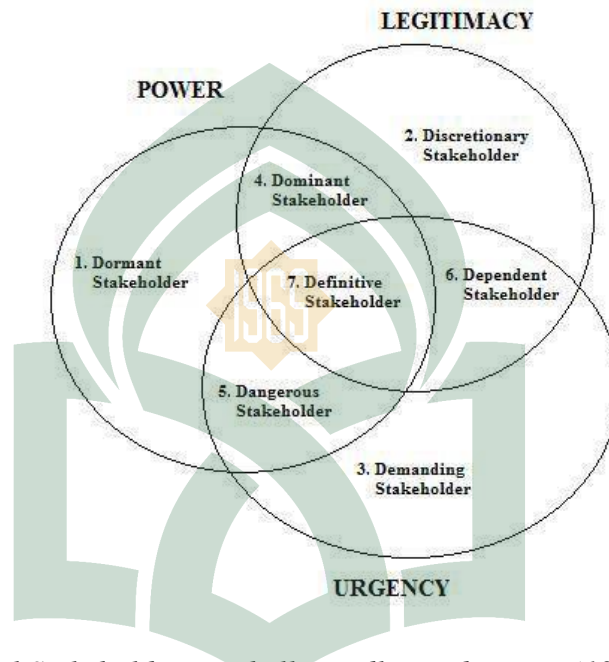 LEGITIMACY
POWER
2. Discretionary
Stakeholder
4. Dominant
Stakeholder
1. Dormant
Stakeholder
7. Definitive
Stakeholder
6. Dependent
Stakeholder
1965
5. Dangerous
Stakeholder
3. Demanding
Stakeholder
URGENCY